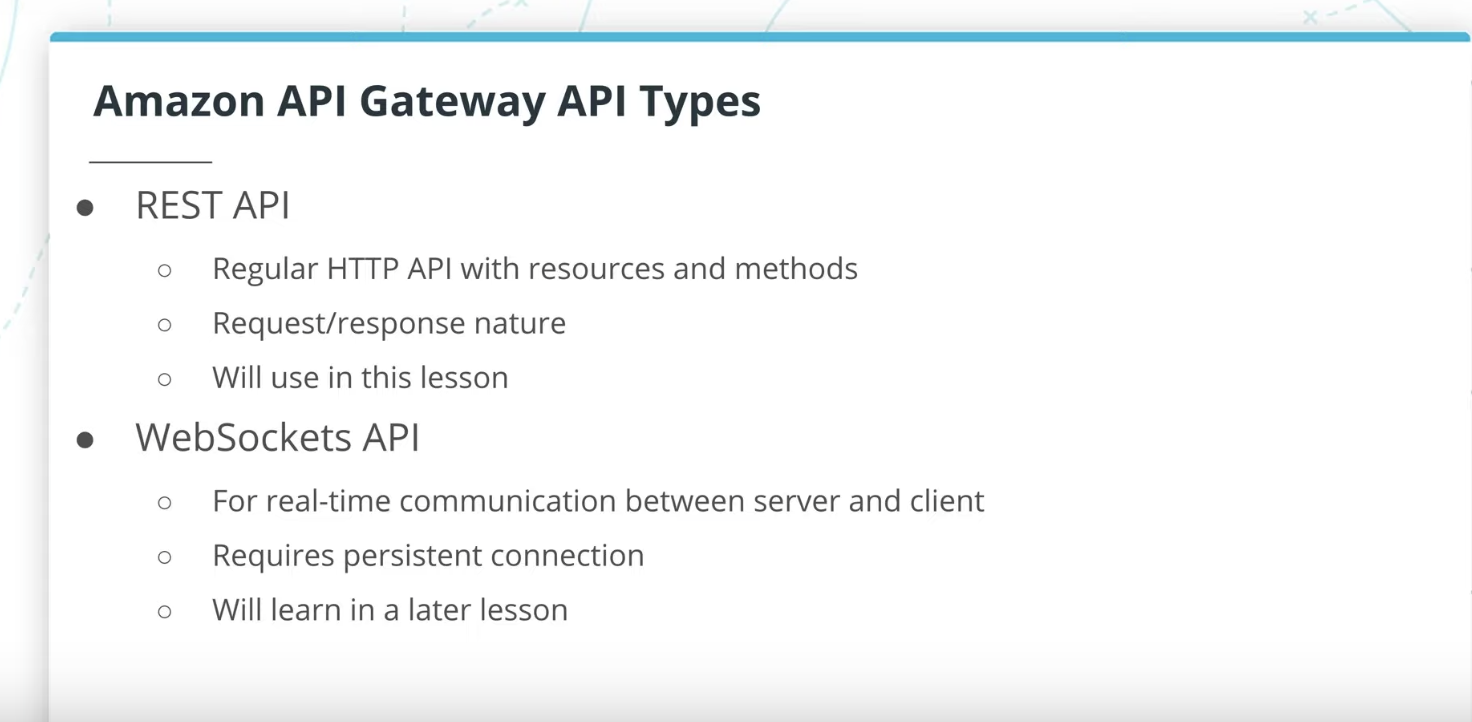 Amazon API Gateway API Types
● REST API
○ Regular HTTP API with resources and methods
○ Request/response nature
○ Will use in this lesson
● WebSockets API
○ For real-time communication between server and client
○ Requires persistent connection
○ Will learn in a later lesson